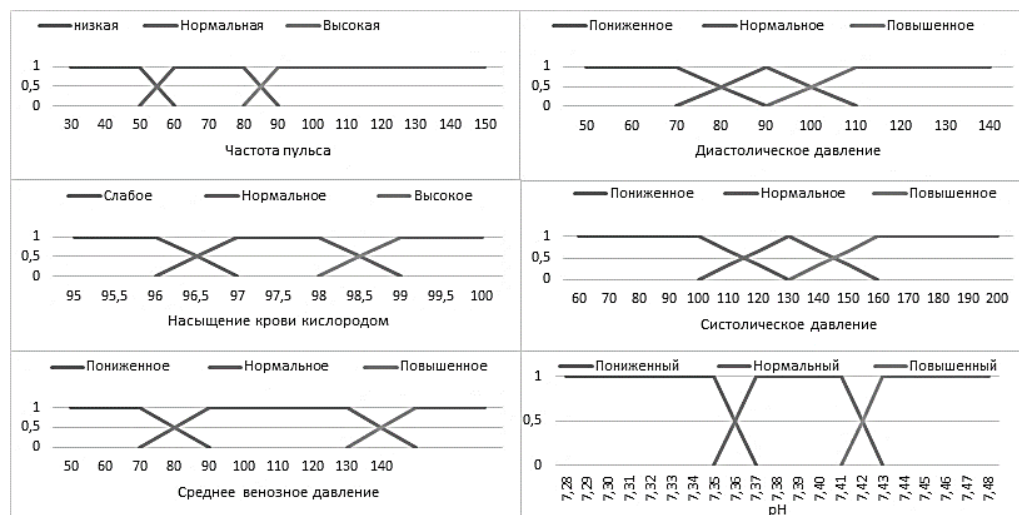 низкая Нормальная Высокая
1
0,5
0
30 40 50 60 70 80 90 100 110 120 130 140 150
Частота пульса
Пониженное Нормальное Повышенное
1
0,5
0
50 60 70 80 90 100 110 120 130 140
Диастолическое давление
Слабое Нормальное Высокое
1
0,5
0
95 95,5 96 96,5 97 97,5 98 98,5 99 99,5 100
Насыщение крови кислородом
Пониженное Нормальное Повышенное
1
0,5
0
60 70 80 90 100 110 120 130 140 150 160 170 180 190 200
Систолическое давление
Пониженное Нормальное Повышенное
1
0,5
0
50 60 70 80 90 100 110 120 130 140
Среднее венозное давление
Пониженный Нормальный Повышенный
1
0,5
0
7,28 7,29 7,30 7,31 7,32 7,33 7,34 7,35 7,36 7,37 7,38 7,39 7,40 7,41 7,42 7,43 7,44 7,45 7,46 7,47 7,48
pH